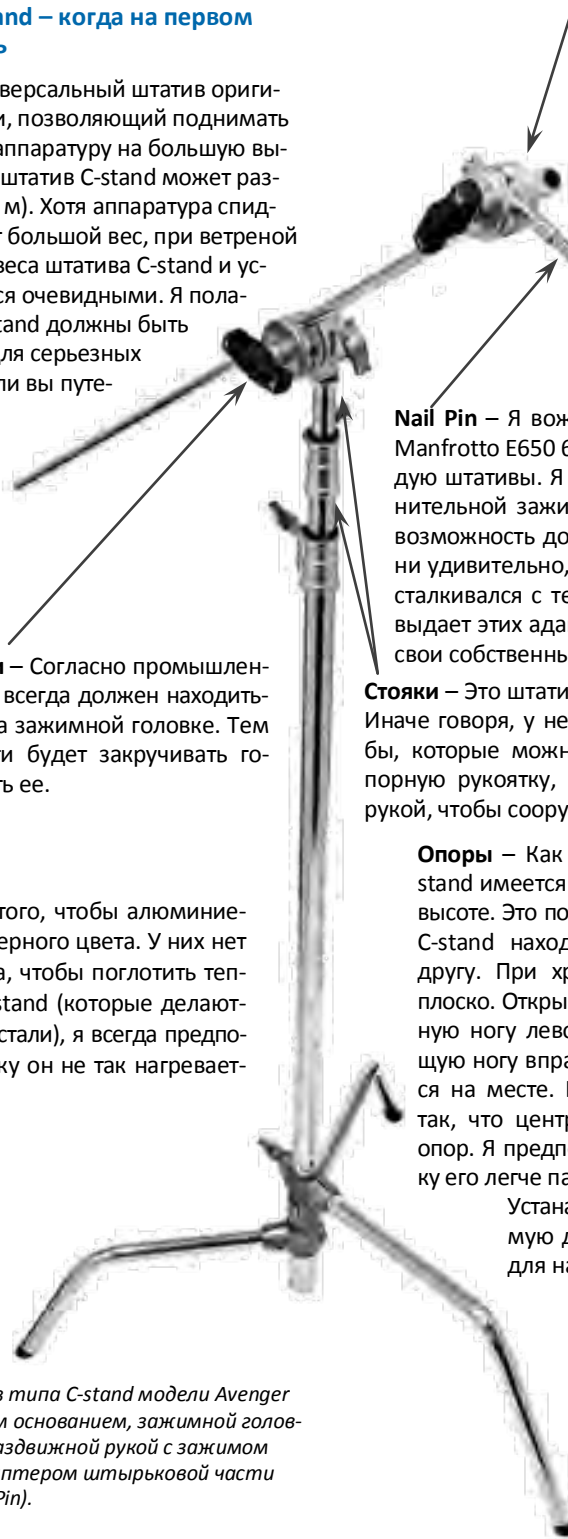 and – когда на первом
ь
версальный штатив ориги-
и, позволяющий поднимать
аппаратуру на большую вы-
штатив C-stand может раз-
м). Хотя аппаратура спид-
т большой вес, при ветреной
веса штатива C-stand и ус-
ся очевидными. Я пола-
tand должны быть
для серьезных
ли вы путе-
Nail Pin – Я вож
Manfrotto E650 6
дую штативы. Я
нительной зажи
возможность до
ни удивительно,
сталкивался с те
выдает этих ада
свои собственны
и – Согласно промышлен-
всегда должен находить-
а зажимной головке. Тем
ти будет закручивать го-
ть ее.
Стояки – Это штати
Иначе говоря, у не
бы, которые можн
порную рукоятку,
рукой, чтобы соору
Опоры – Как
stand имеется
высоте. Это по
C-stand наход
другу. При хр
плоско. Откры
ную ногу лево
щую ногу впра
ся на месте.
так, что центр
опор. Я предп
ку его легче па
Устана
мую д
для на
того, чтобы алюминие-
ерного цвета. У них нет
а, чтобы поглотить теп-
stand (которые делают-
стали), я всегда предпо-
ку он не так нагревает-
в типа C-stand модели Avenger
м основанием, зажимной голов-
аздвижной рукой с зажимом
птером штырьковой части
Pin).